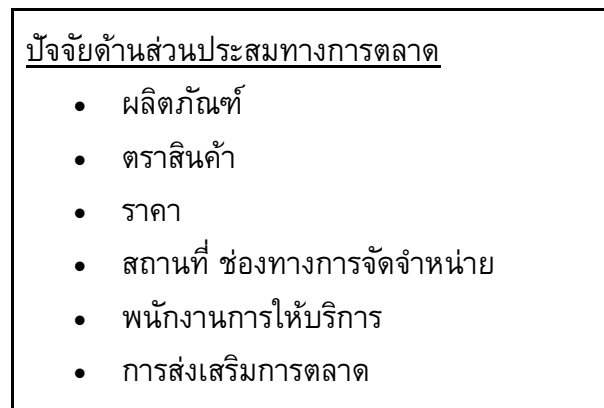 ปัจจัยด้านส่วนประสมทางการตลาด
• ผลิตภัณฑ์
• ตราสินค้า
• ราคา
• สถานที่ ช่องทางการจัดจำหน่าย
• พนักงานการให้บริการ
• การส่งเสริมการตลาด